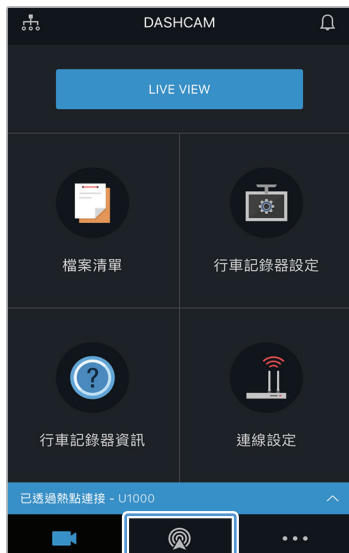 DASHCAM
LIVE VIEW
檔案清單
行車記錄器設定
?
行車記錄器資訊
連線設定
已透過熱點連接 - U1000